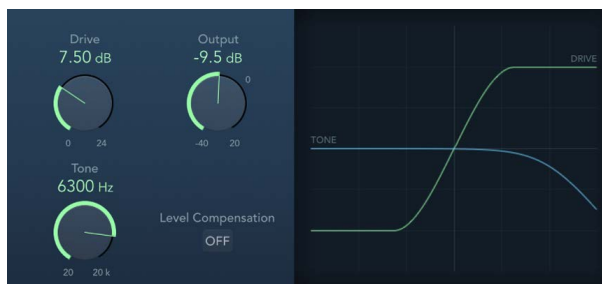 Drive
7.50 dB
0 24
Output
-9.5 dB
0
-40 20
Tone
6300 Hz
20 20 k
Level Compensation
OFF
DRIVE
TONE